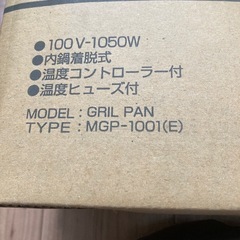 ●100V-1050W
●内鍋着脱式
●温度コントローラー付
●温度ヒューズ付
MODEL : GRIL PAN
TYPE : MGP-1001(E)